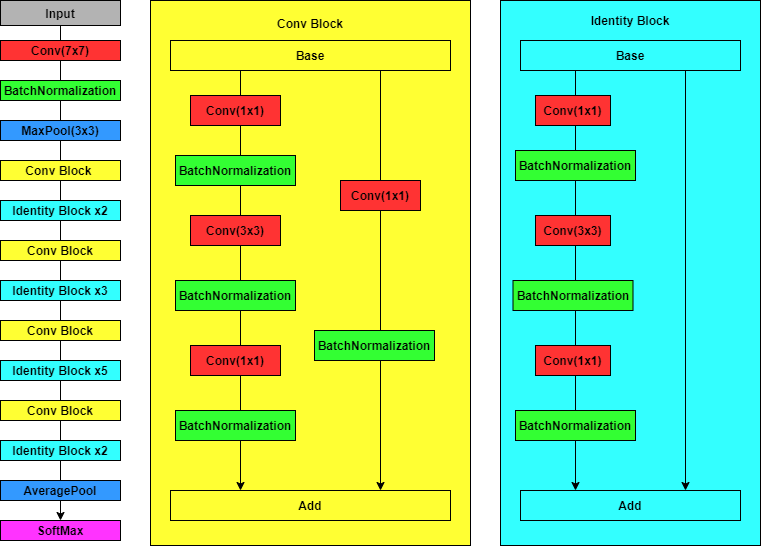 Input
Conv(7x7)
BatchNormalization
MaxPool(3x3)
Conv Block
Identity Block x2
Conv Block
Identity Block x3
Conv Block
Identity Block x5
Conv Block
Identity Block x2
AveragePool
SoftMax
Conv Block
Base
Conv(1x1)
BatchNormalization
Conv(3x3)
BatchNormalization
Conv(1x1)
BatchNormalization
Conv(1x1)
BatchNormalization
Add
Identity Block
Base
Conv(1x1)
BatchNormalization
Conv(3x3)
BatchNormalization
Conv(1x1)
BatchNormalization
Add